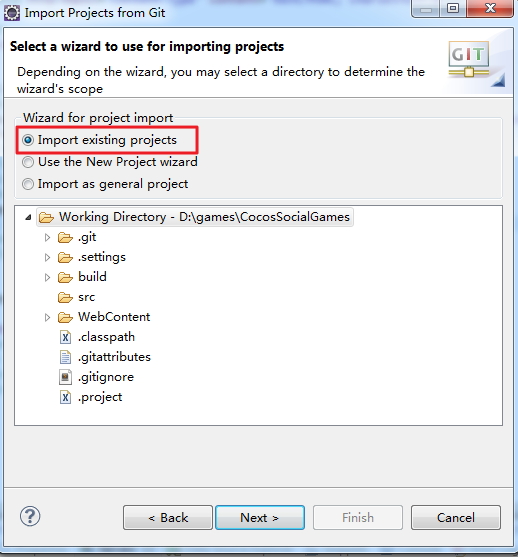 Import Projects from Git
Select a wizard to use for importing projects
Depending on the wizard, you may select a directory to determine the
wizard's scope
GIT
Wizard for project import
Import existing projects
Use the New Project wizard
Import as general project
Working Directory - D:\games\CocosSocialGames
.git
.settings
build
src
WebContent
.classpath
.gitattributes
.gitignore
.project
?
< Back
Next >
Finish
Cancel